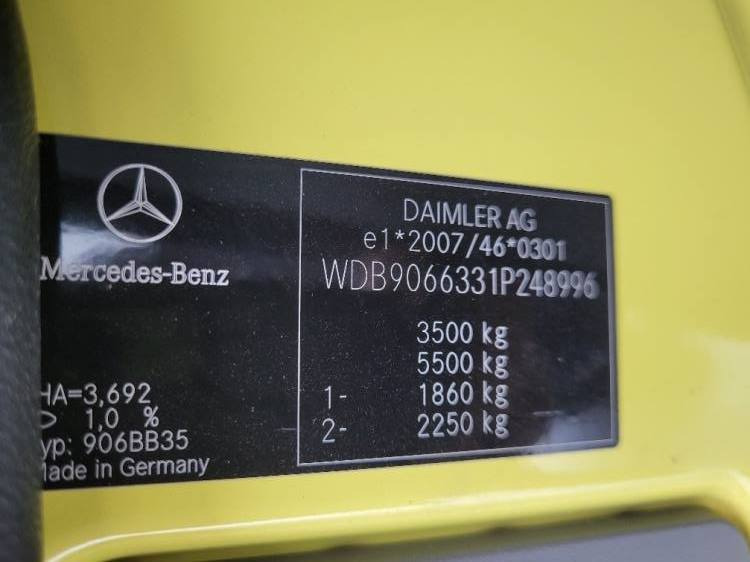 Mercedes-Benz
DAIMLER AG
e1*2007/46*0301
WDB9066331P248996
3500 kg
5500 kg
1- 1860 kg
2- 2250 kg
HA=3,692
1,0 %
yp: 906BB35
Made in Germany